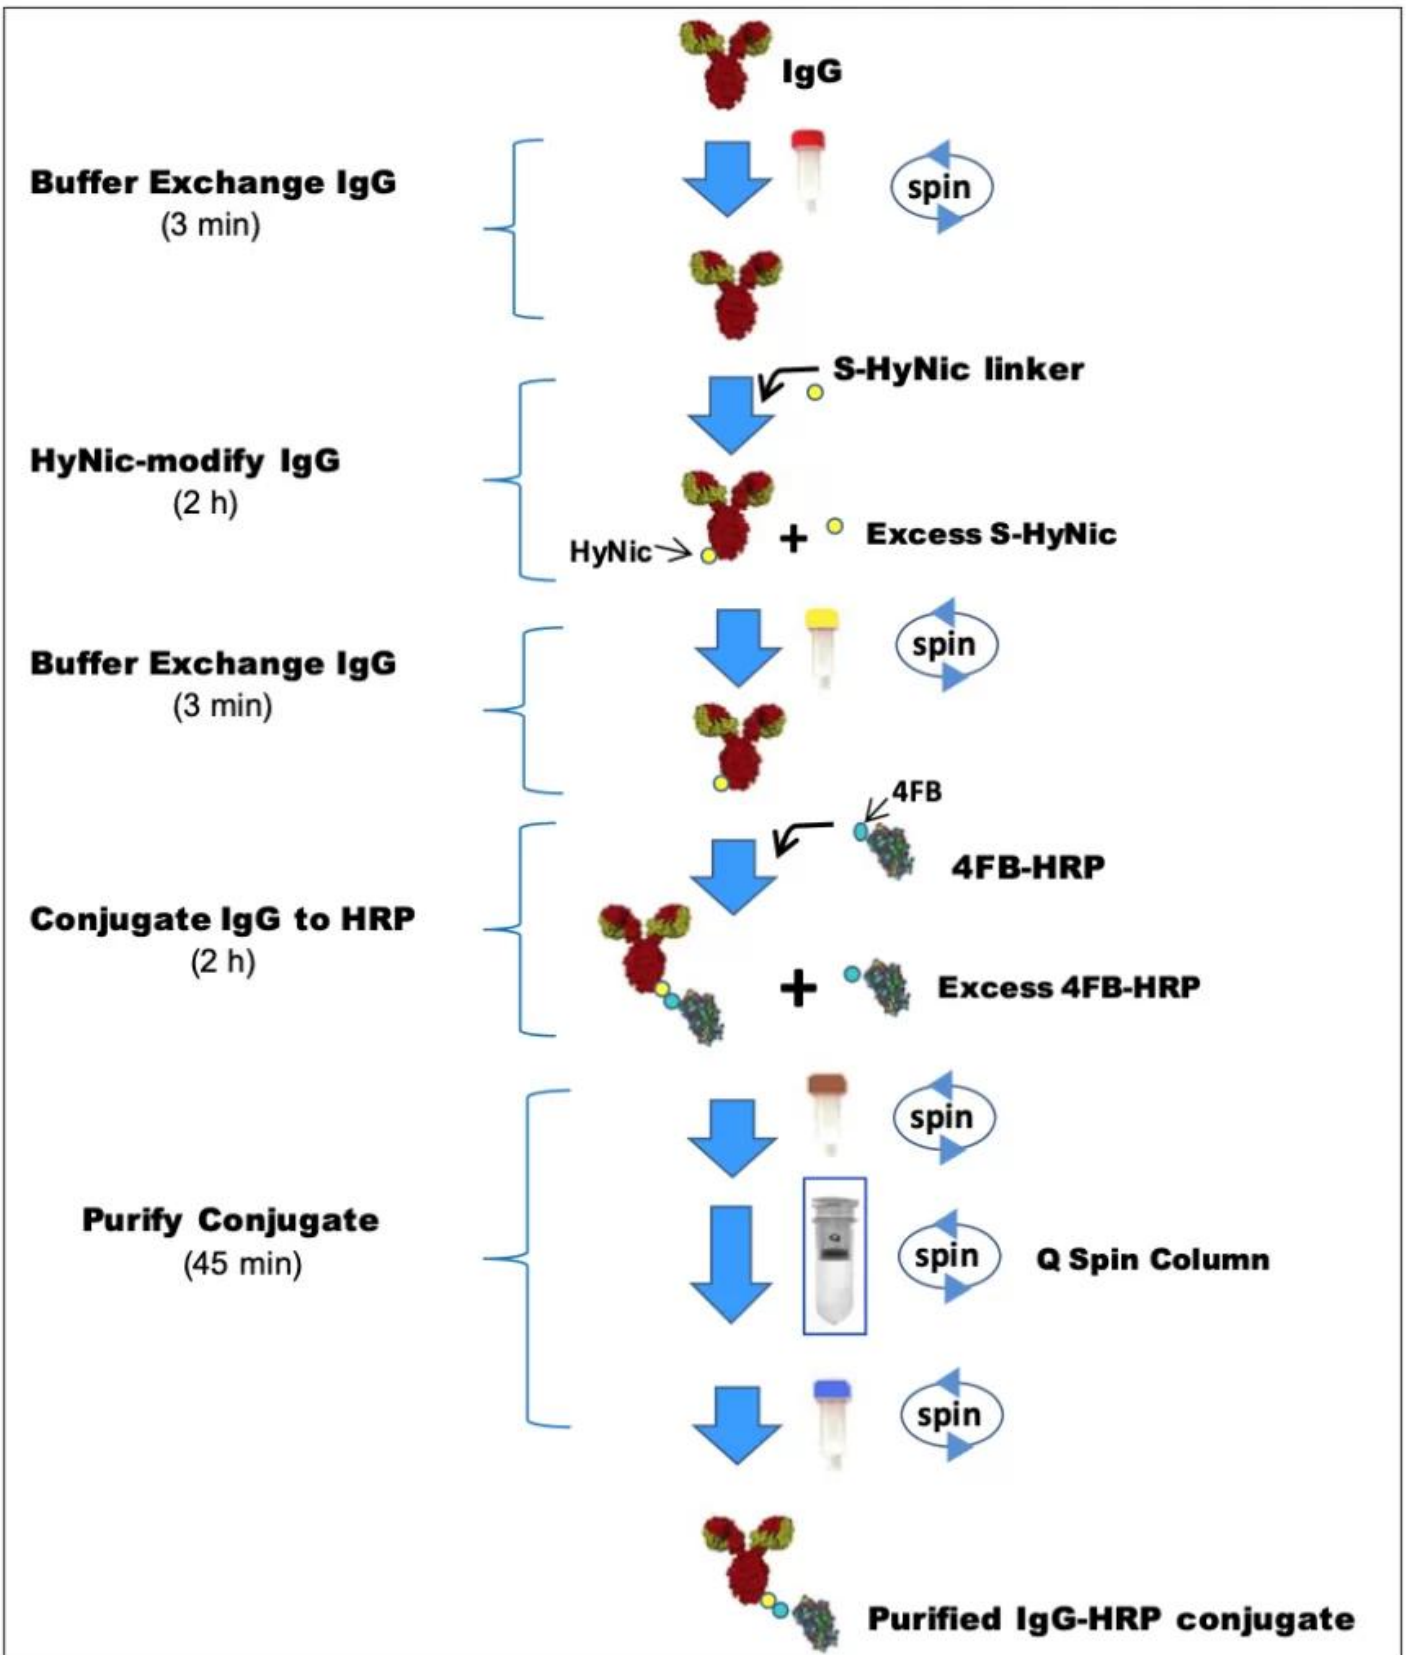 IgG
Buffer Exchange IgG
(3 min)
spin
S-HyNic linker
HyNic-modify IgG
(2 h)
HyNic
+
Excess S-HyNic
Buffer Exchange IgG
(3 min)
spin
4FB
4FB-HRP
Conjugate IgG to HRP
(2 h)
+
Excess 4FB-HRP
spin
Purify Conjugate
(45 min)
Q
spin
Q Spin Column
spin
Purified IgG-HRP conjugate